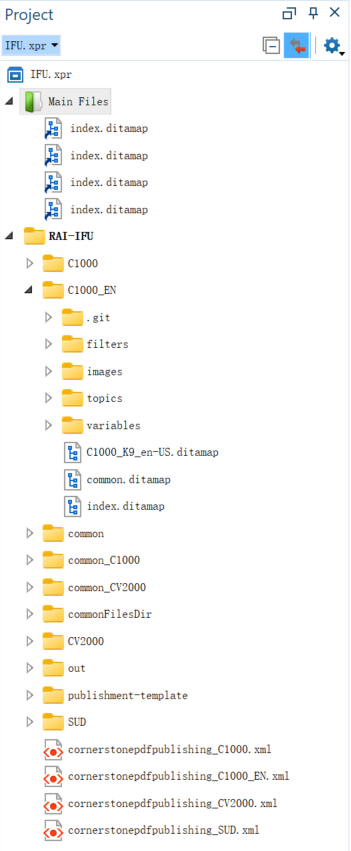 Project
IFU.xpr
IFU.xpr
Main Files
index.ditamap
index.ditamap
index.ditamap
index.ditamap
RAI-IFU
C1000
C1000_EN
.git
filters
images
topics
variables
C1000_K9_en-US.ditamap
common.ditamap
index.ditamap
common
common_C1000
common_CV2000
commonFilesDir
CV2000
out
publishment-template
SUD
cornerstonepdfpublishing_C1000.xml
cornerstonepdfpublishing_C1000_EN.xml
cornerstonepdfpublishing_CV2000.xml
cornerstonepdfpublishing_SUD.xml